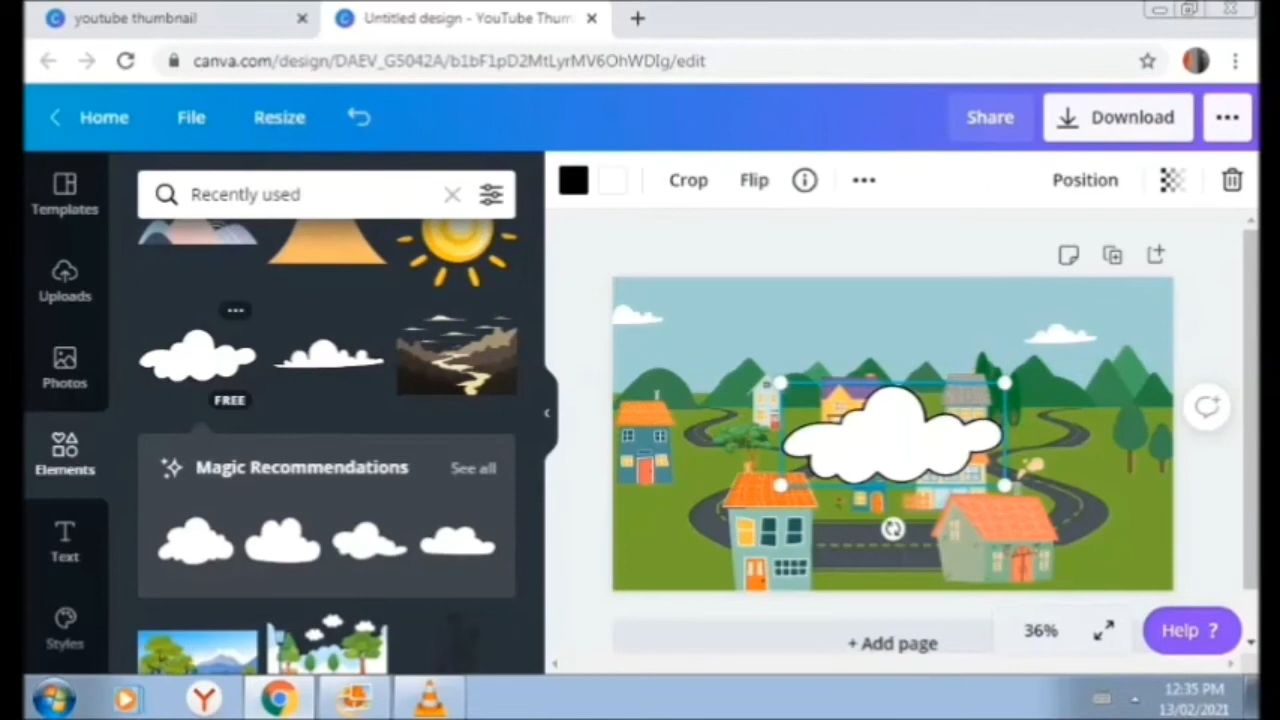 youtube thumbnail
Untitled design - YouTube Thum
canva.com/design/DAEV_G5042A/b1bF1pD2MtLyrMV6OhWDIg/edit
Home File Resize Share Download
Templates
Recently used
Crop Flip Position
Uploads
Photos
FREE
Elements
Magic Recommendations See all
Text
Styles
+ Add page
36%
Help ?
12:35 PM
13/02/2021